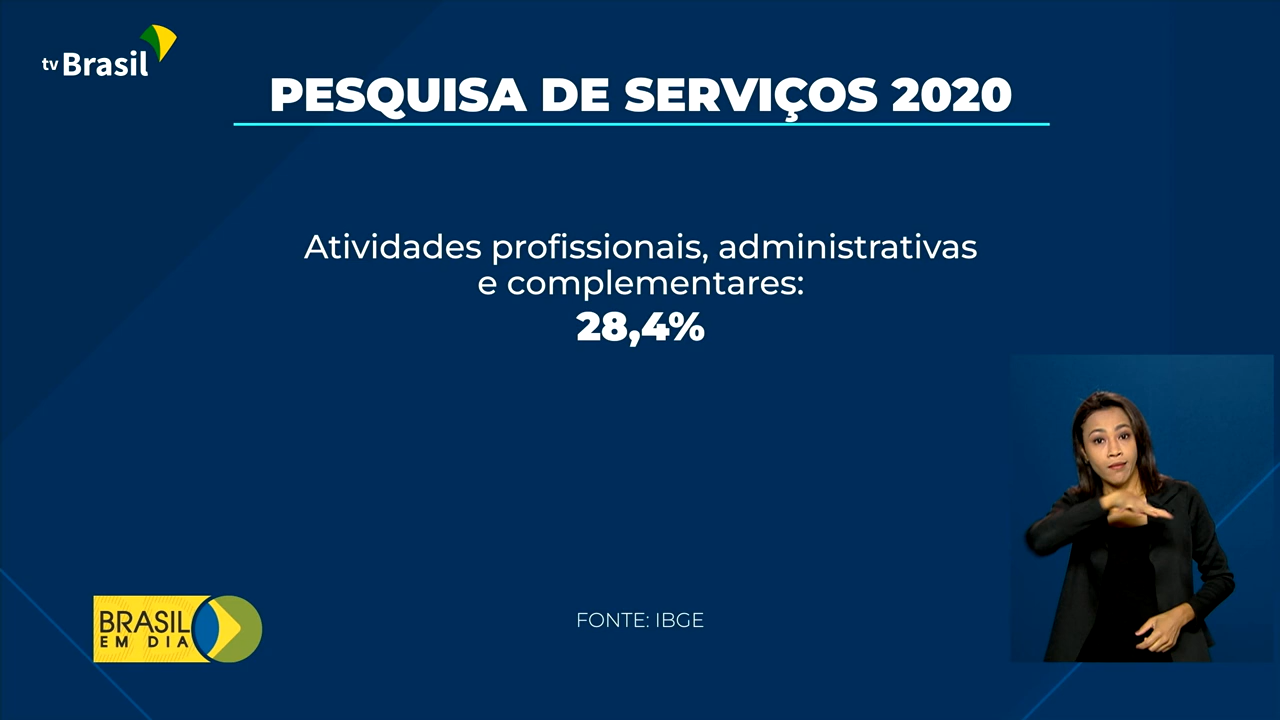 tv Brasil
PESQUISA DE SERVIÇOS 2020
Atividades profissionais, administrativas
e complementares:
28,4%
BRASIL
EM DIA
FONTE: IBGE